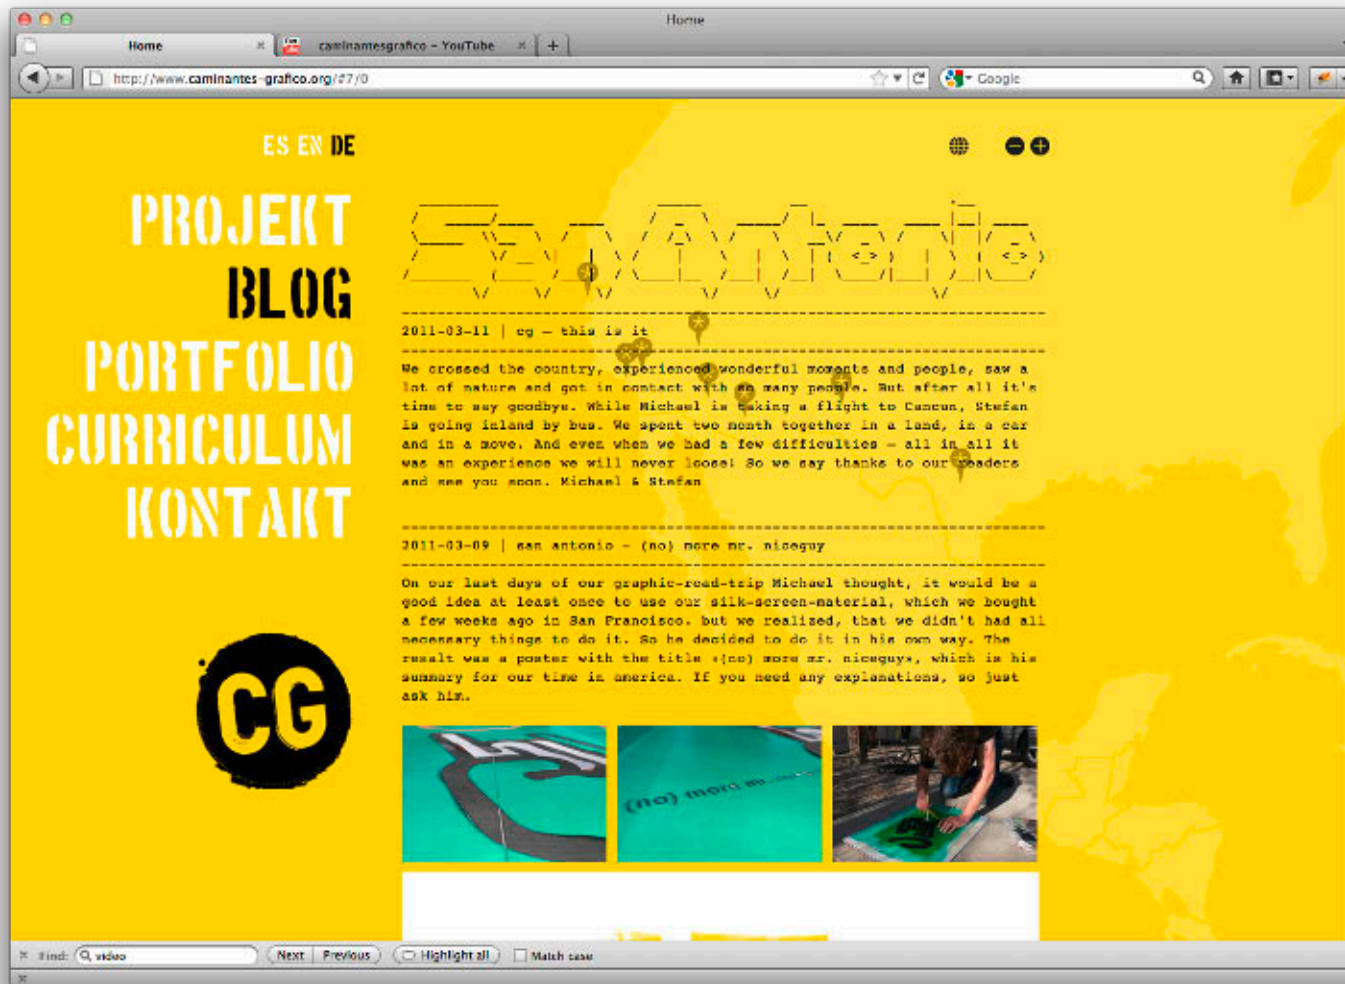 Home
Home
caminantesgrafico - YouTube
http://www.caminantes-grafico.org/#7/0
Google
ES EN DE
PROJEKT
BLOG
PORTFOLIO
CURRICULUM
KONTAKT
CG
San Antonio
2011-03-11 | cg – this is it
We crossed the country, experienced wonderful moments and people, saw a
lot of nature and got in contact with so many people. But after all it's
time to say goodbye. While Michael is taking a flight to Cancun, Stefan
is going inland by bus. We spent two month together in a land, in a car
and in a move. And even when we had a few difficulties – all in all it
was an experience we will never loose! So we say thanks to our readers
and see you soon. Michael & Stefan
2011-03-09 | san antonio - (no) more mr. niceguy
On our last days of our graphic-road-trip Michael thought, it would be a
good idea at least once to use our silk-screen-material, which we bought
a few weeks ago in San Francisco. but we realized, that we didn't had all
necessary things to do it. So he decided to do it in his own way. The
result was a poster with the title «(no) more mr. niceguy», which is his
summary for our time in america. If you need any explanations, so just
ask him.
(no) more m
Find: video
Next Previous Highlight all Match case